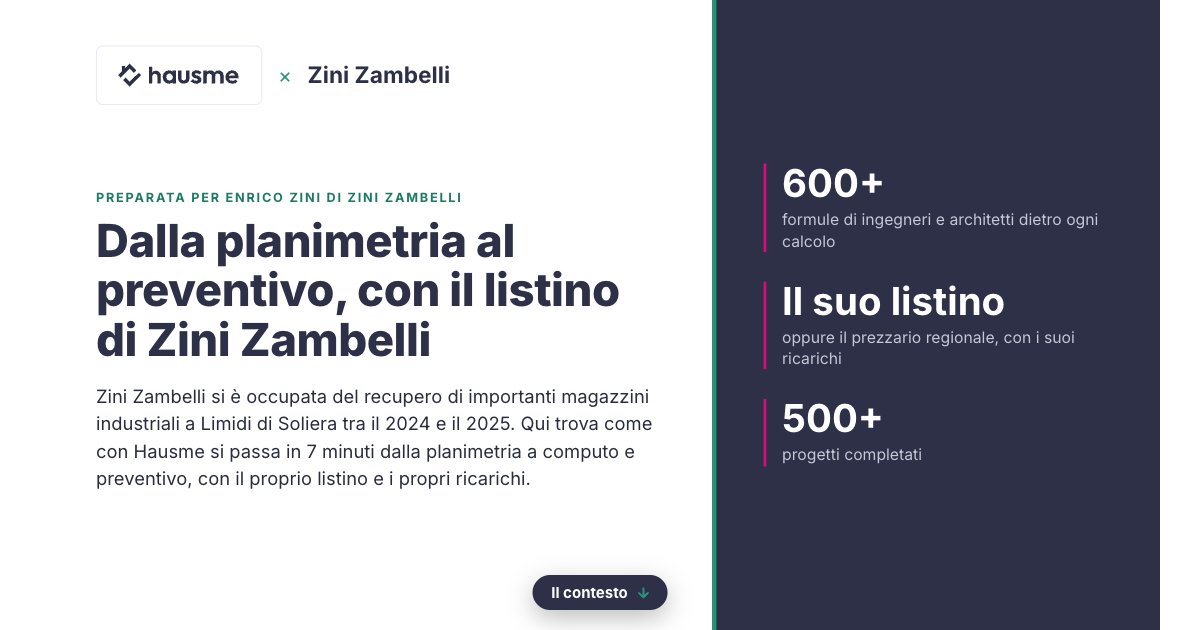 hausme × Zini Zambelli
PREPARATA PER ENRICO ZINI DI ZINI ZAMBELLI
Dalla planimetria al
preventivo, con il listino
di Zini Zambelli
Zini Zambelli si è occupata del recupero di importanti magazzini
industriali a Limidi di Soliera tra il 2024 e il 2025. Qui trova come
con Hausme si passa in 7 minuti dalla planimetria a computo e
preventivo, con il proprio listino e i propri ricarichi.
Il contesto ↓
600+
formule di ingegneri e architetti dietro ogni
calcolo
Il suo listino
oppure il prezzario regionale, con i suoi
ricarichi
500+
progetti completati